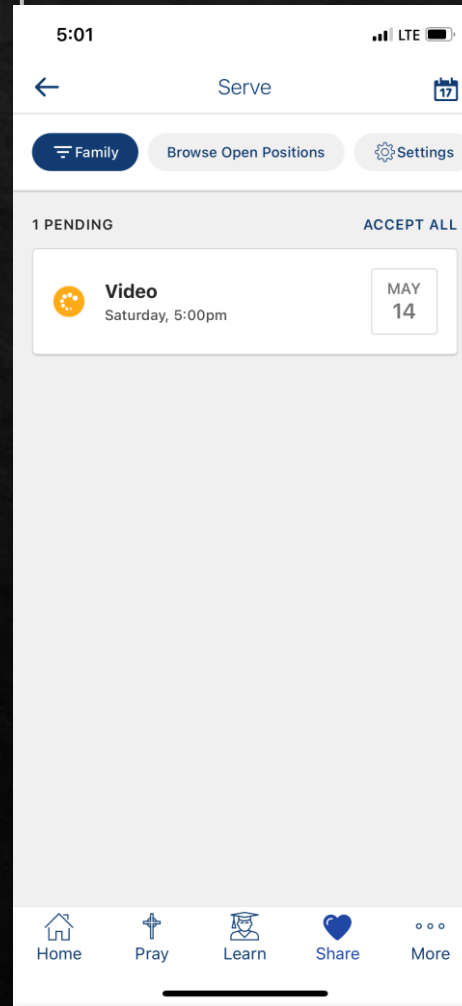 5:01 LTE
Serve 17
Family Browse Open Positions Settings
1 PENDING ACCEPT ALL
Video MAY
Saturday, 5:00pm 14
Home Pray Learn Share More